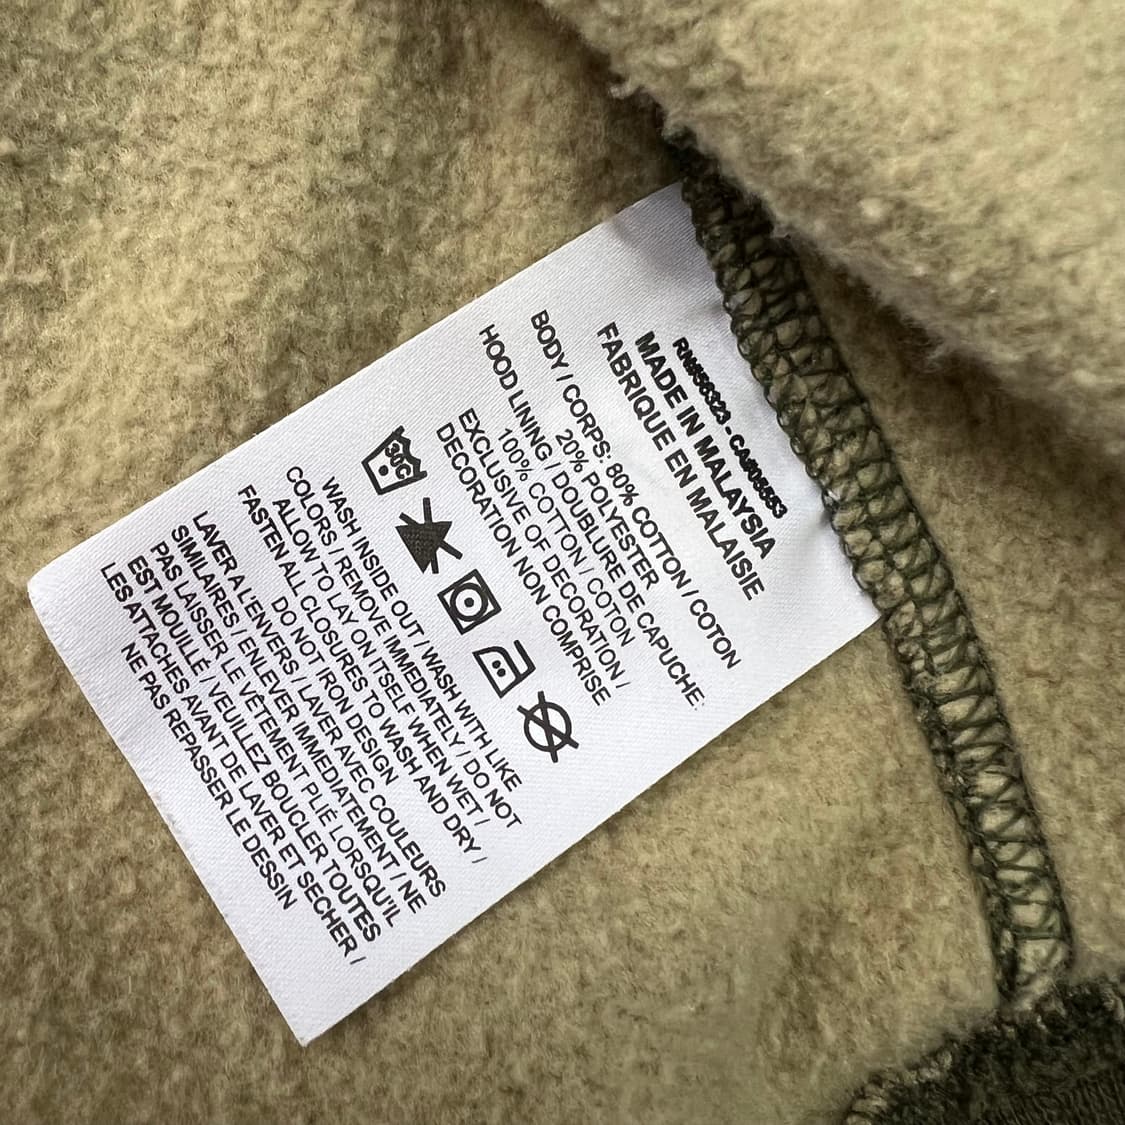 MADE IN MALAYSIA
FABRIQUE EN MALAISIE
BODY / CORPS: 80% COTTON / COTON
20% POLYESTER
HOOD LINING / DOUBLURE DE CAPUCHE:
100% COTTON / COTON
EXCLUSIVE OF DECORATION /
DECORATION NON COMPRISE
30C
WASH INSIDE OUT / WASH WITH LIKE
COLORS / REMOVE IMMEDIATELY / DO NOT
ALLOW TO LAY ON ITSELF WHEN WET /
FASTEN ALL CLOSURES TO WASH AND DRY /
DO NOT IRON DESIGN
LAVER A L'ENVERS / LAVER AVEC COULEURS
SIMILAIRES / ENLEVER IMMEDIATEMENT / NE
PAS LAISSER LE VÊTEMENT PLIÉ LORSQU'IL
EST MOUILLÉ / VEUILLEZ BOUCLER TOUTES
LES ATTACHES AVANT DE LAVER ET SECHER /
NE PAS REPASSER LE DESSIN